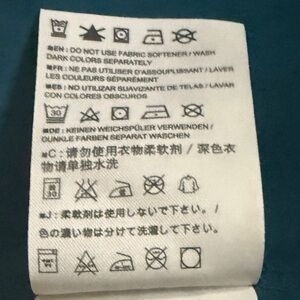 ■EN : DO NOT USE FABRIC SOFTENER / WASH
DARK COLORS SEPARATELY
■FR : NE PAS UTILISER D'ASSOUPLISSANT / LAVER
LES COULEURS SÉPARÉMENT
■ES : NO UTILIZAR SUAVIZANTE DE TELAS / LAVAR
CON COLORES OBSCUROS
30
■DE : KEINEN WEICHSPÜLER VERWENDEN /
DUNKLE FARBEN SEPARAT WASCHEN
■C : 请勿使用衣物柔软剂 / 深色衣
物请单独水洗
30
■J : 柔軟剤は使用しないで下さい。 /
色の濃い物は分けて洗濯して下さい。